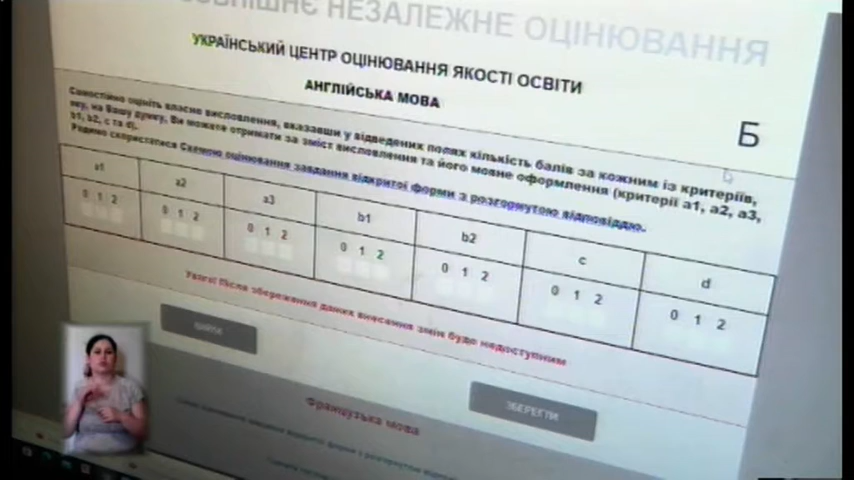 НЕЗАЛЕЖНЕ ОЦІНЮВАННЯ
УКРАЇНСЬКИЙ ЦЕНТР ОЦІНЮВАННЯ ЯКОСТІ ОСВІТИ
АНГЛІЙСЬКА МОВА
Б
Самостійно оцініть власне висловлення, вказавши у відведених полях кількість балів за кожним із критеріїв,
яку, на Вашу думку, Ви можете отримати за зміст висловлення та його мовне оформлення (критерії a1, a2, a3,
b1, b2, c та d).
Радимо скористатися Схемою оцінювання завдання відкритої форми з розгорнутою відповіддю.
a1 a2 a3 b1 b2 c d
0 1 2 0 1 2 0 1 2 0 1 2 0 1 2 0 1 2 0 1 2
Увага! Після збереження даних внесення змін буде недоступним
ВИЙТИ ЗБЕРЕГТИ
Французька мова